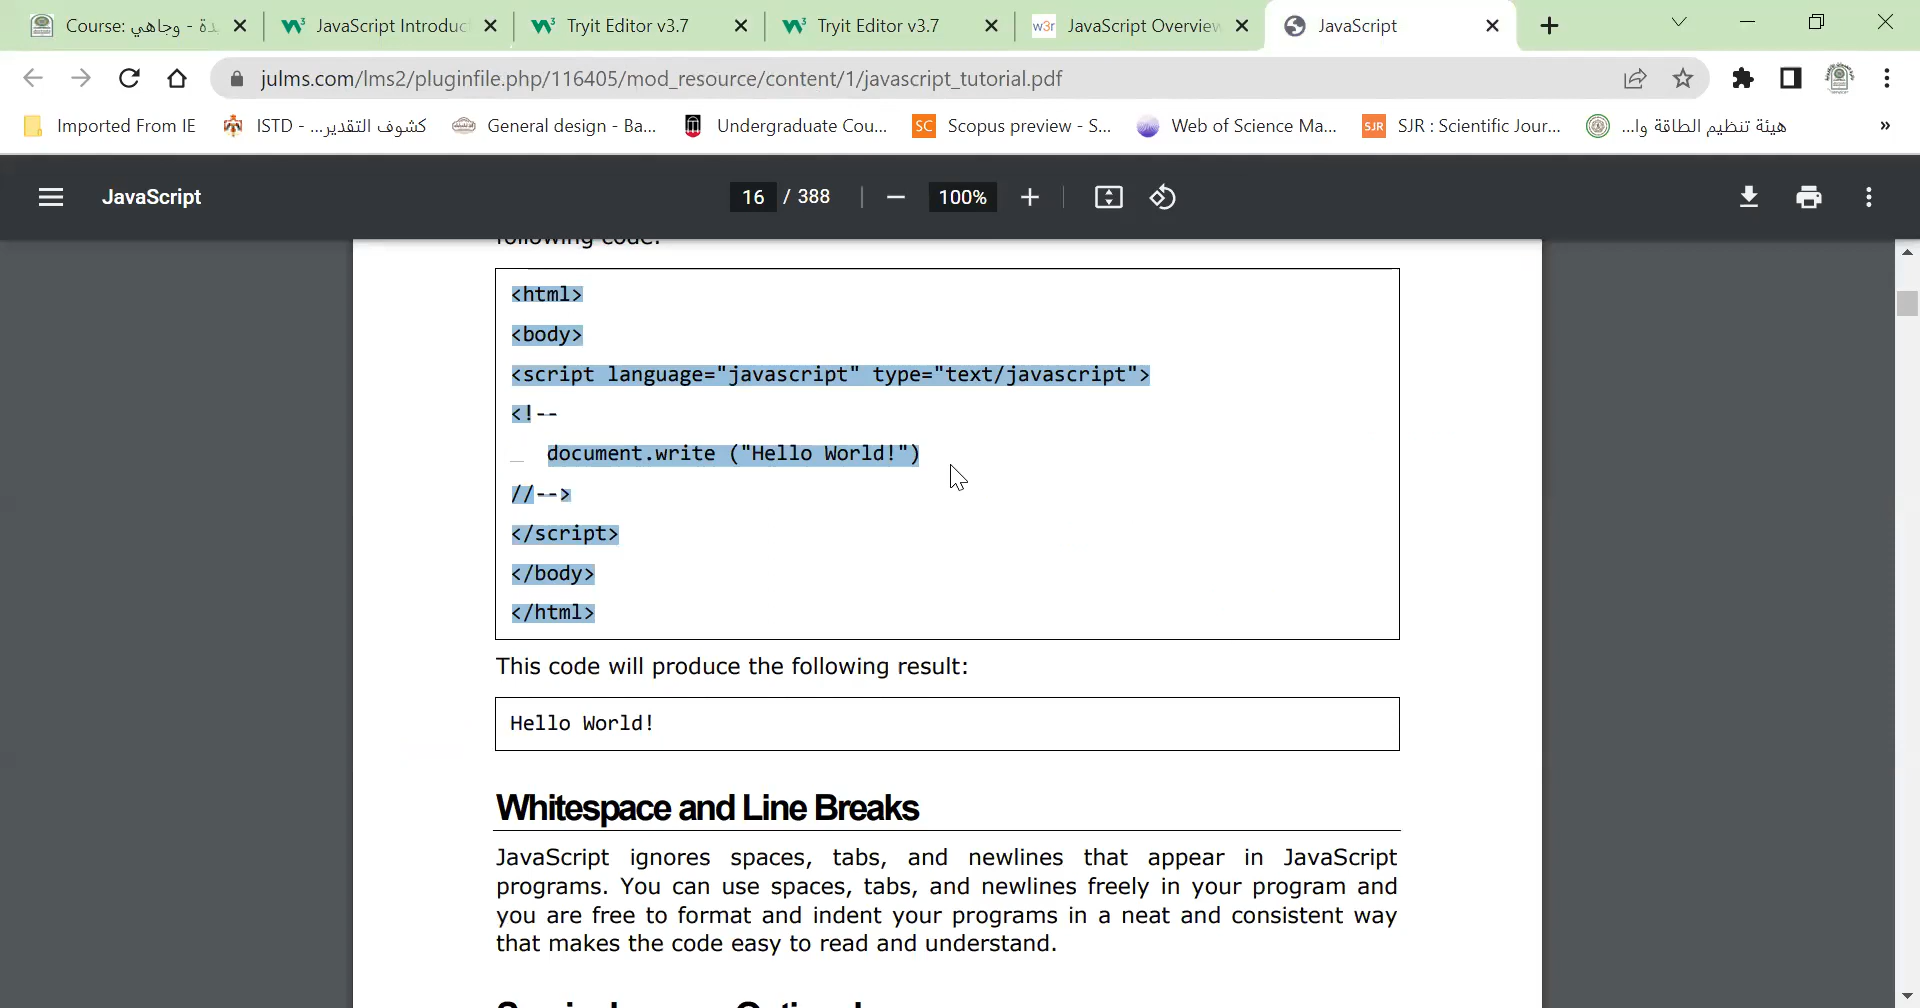 Course: وجاهي - دة
JavaScript Introduc
Tryit Editor v3.7
Tryit Editor v3.7
w3r JavaScript Overview
JavaScript
julms.com/lms2/pluginfile.php/116405/mod_resource/content/1/javascript_tutorial.pdf
Imported From IE
ISTD - ...كشوف التقدير
General design - Ba...
Undergraduate Cou...
SC Scopus preview - S...
Web of Science Ma...
SJR SJR : Scientific Jour...
هيئة تنظيم الطاقة وا...
»
JavaScript
16 / 388
100%
following code.
<html>
<body>
<script language="javascript" type="text/javascript">
<!--
document.write ("Hello World!")
//-->
</script>
</body>
</html>
This code will produce the following result:
Hello World!
Whitespace and Line Breaks
JavaScript ignores spaces, tabs, and newlines that appear in JavaScript
programs. You can use spaces, tabs, and newlines freely in your program and
you are free to format and indent your programs in a neat and consistent way
that makes the code easy to read and understand.